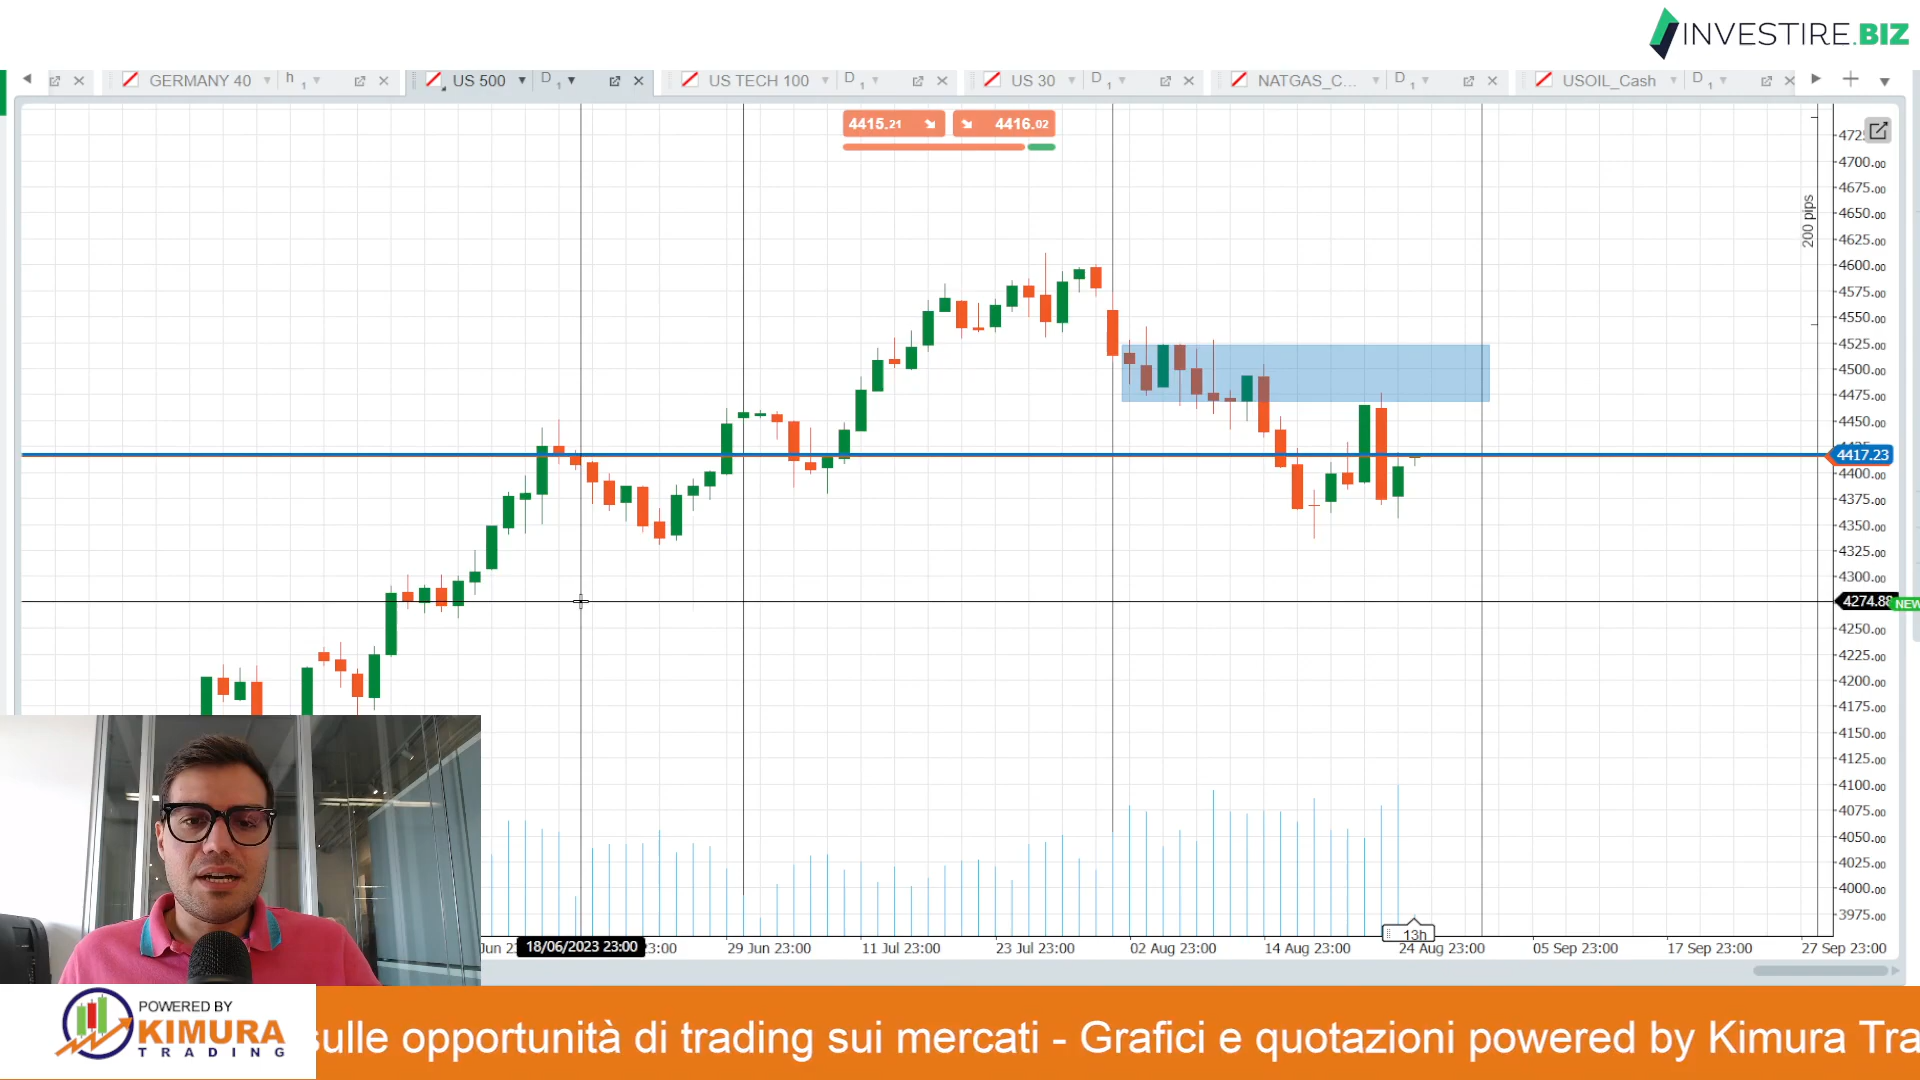 INVESTIRE.BIZ
GERMANY 40 h 1
US 500 D 1
US TECH 100 D 1
US 30 D 1
NATGAS_C... D 1
USOIL_Cash D 1
4415.21 4416.02
200 pips
4725
4700.00
4675.00
4650.00
4625.00
4600.00
4575.00
4550.00
4525.00
4500.00
4475.00
4450.00
4417.23
4400.00
4375.00
4350.00
4325.00
4300.00
4274.88 NEW
4250.00
4225.00
4200.00
4175.00
4150.00
4125.00
4100.00
4075.00
4050.00
4025.00
4000.00
3975.00
13h
18/06/2023 23:00 29 Jun 23:00 11 Jul 23:00 23 Jul 23:00 02 Aug 23:00 14 Aug 23:00 24 Aug 23:00 05 Sep 23:00 17 Sep 23:00 27 Sep 23:00
POWERED BY
KIMURA
TRADING
sulle opportunità di trading sui mercati - Grafici e quotazioni powered by Kimura Tra